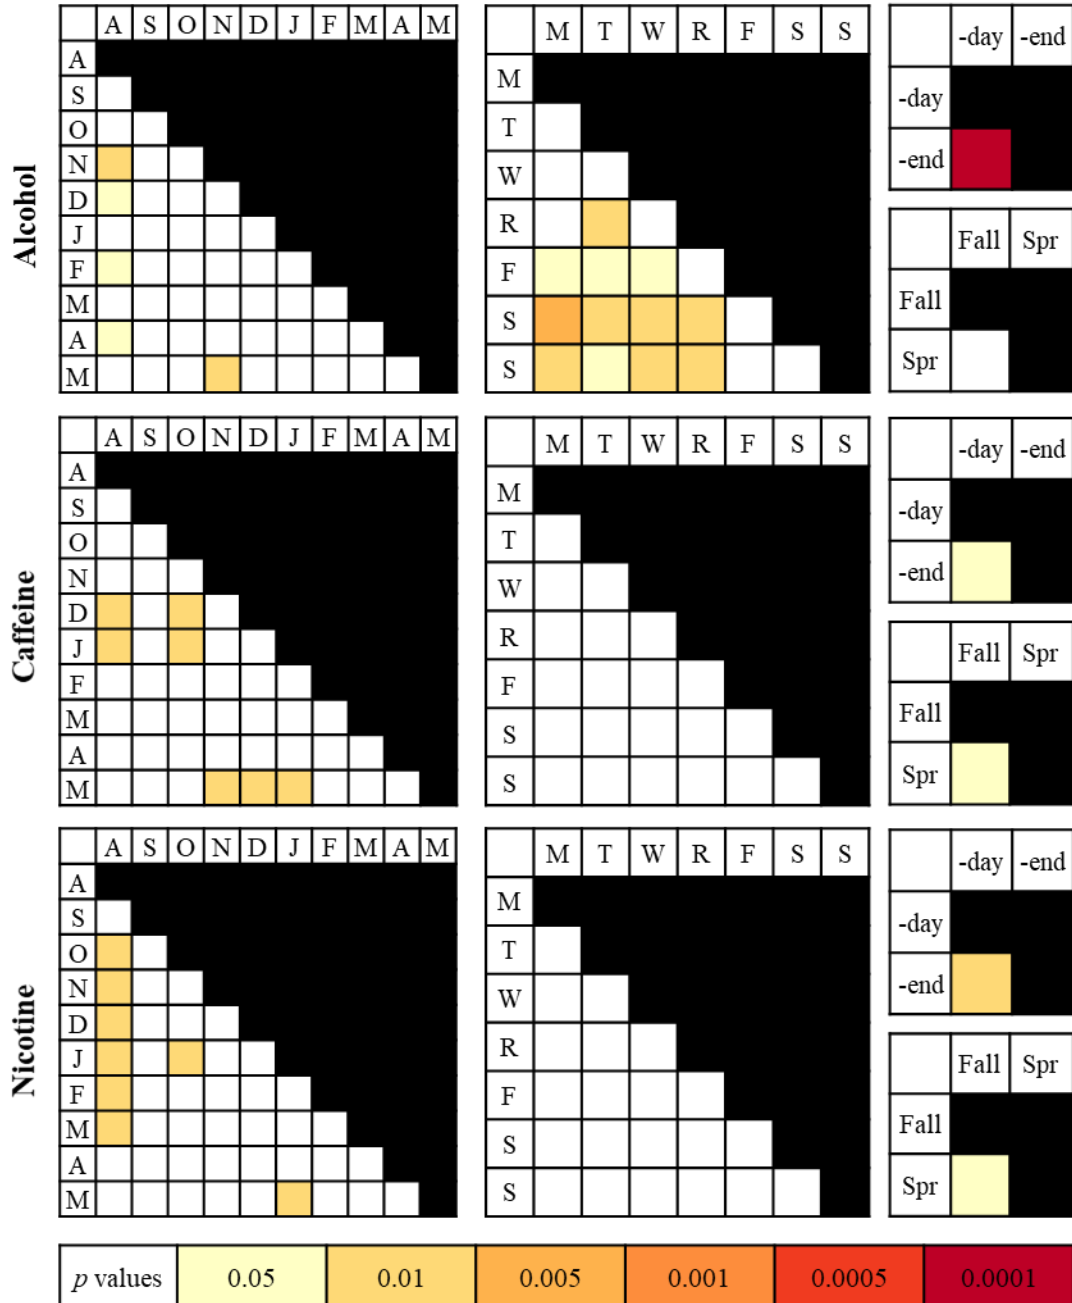 Alcohol
A S O N D J F M A M
A
S
O
N
D
J
F
M
A
M
M T W R F S S
M
T
W
R
F
S
S
-day -end
-day
-end
Fall Spr
Fall
Spr
Caffeine
A S O N D J F M A M
A
S
O
N
D
J
F
M
A
M
M T W R F S S
M
T
W
R
F
S
S
-day -end
-day
-end
Fall Spr
Fall
Spr
Nicotine
A S O N D J F M A M
A
S
O
N
D
J
F
M
A
M
M T W R F S S
M
T
W
R
F
S
S
-day -end
-day
-end
Fall Spr
Fall
Spr
p values 0.05 0.01 0.005 0.001 0.0005 0.0001